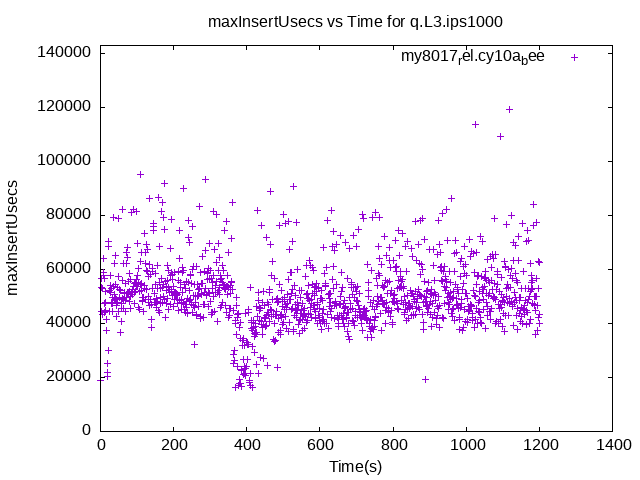 maxInsertUsecs vs Time for q.L3.ips1000
my8017rel.cy10abee
140000
120000
100000
80000
60000
40000
20000
0
maxInsertUsecs
0 200 400 600 800 1000 1200 1400
Time(s)